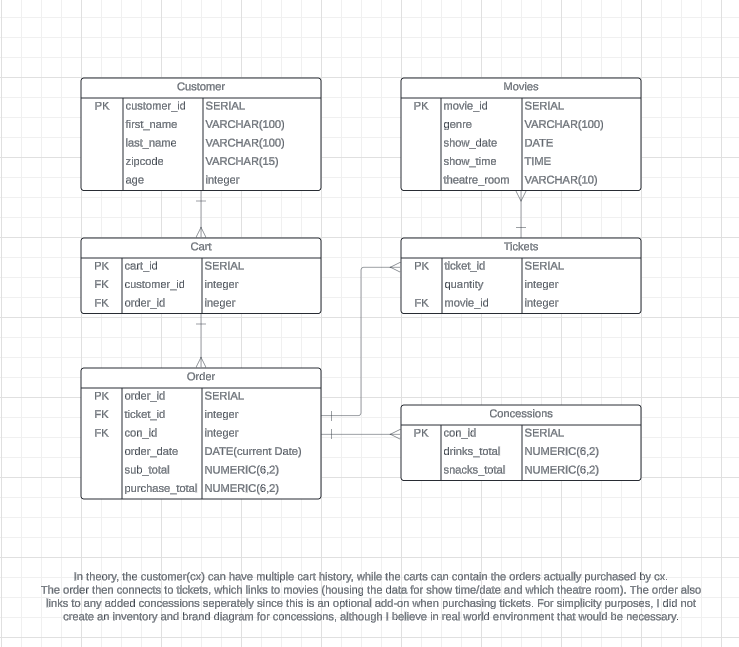 Customer
PK customer_id SERIAL
first_name VARCHAR(100)
last_name VARCHAR(100)
zipcode VARCHAR(15)
age integer
Movies
PK movie_id SERIAL
genre VARCHAR(100)
show_date DATE
show_time TIME
theatre_room VARCHAR(10)
Cart
PK cart_id SERIAL
FK customer_id integer
FK order_id ineger
Tickets
PK ticket_id SERIAL
quantity integer
FK movie_id integer
Order
PK order_id SERIAL
FK ticket_id integer
FK con_id integer
order_date DATE(current Date)
sub_total NUMERIC(6,2)
purchase_total NUMERIC(6,2)
Concessions
PK con_id SERIAL
drinks_total NUMERIC(6,2)
snacks_total NUMERIC(6,2)
In theory, the customer(cx) can have multiple cart history, while the carts can contain the orders actually purchased by cx.
The order then connects to tickets, which links to movies (housing the data for show time/date and which theatre room). The order also
links to any added concessions seperately since this is an optional add-on when purchasing tickets. For simplicity purposes, I did not
create an inventory and brand diagram for concessions, although I believe in real world environment that would be necessary.